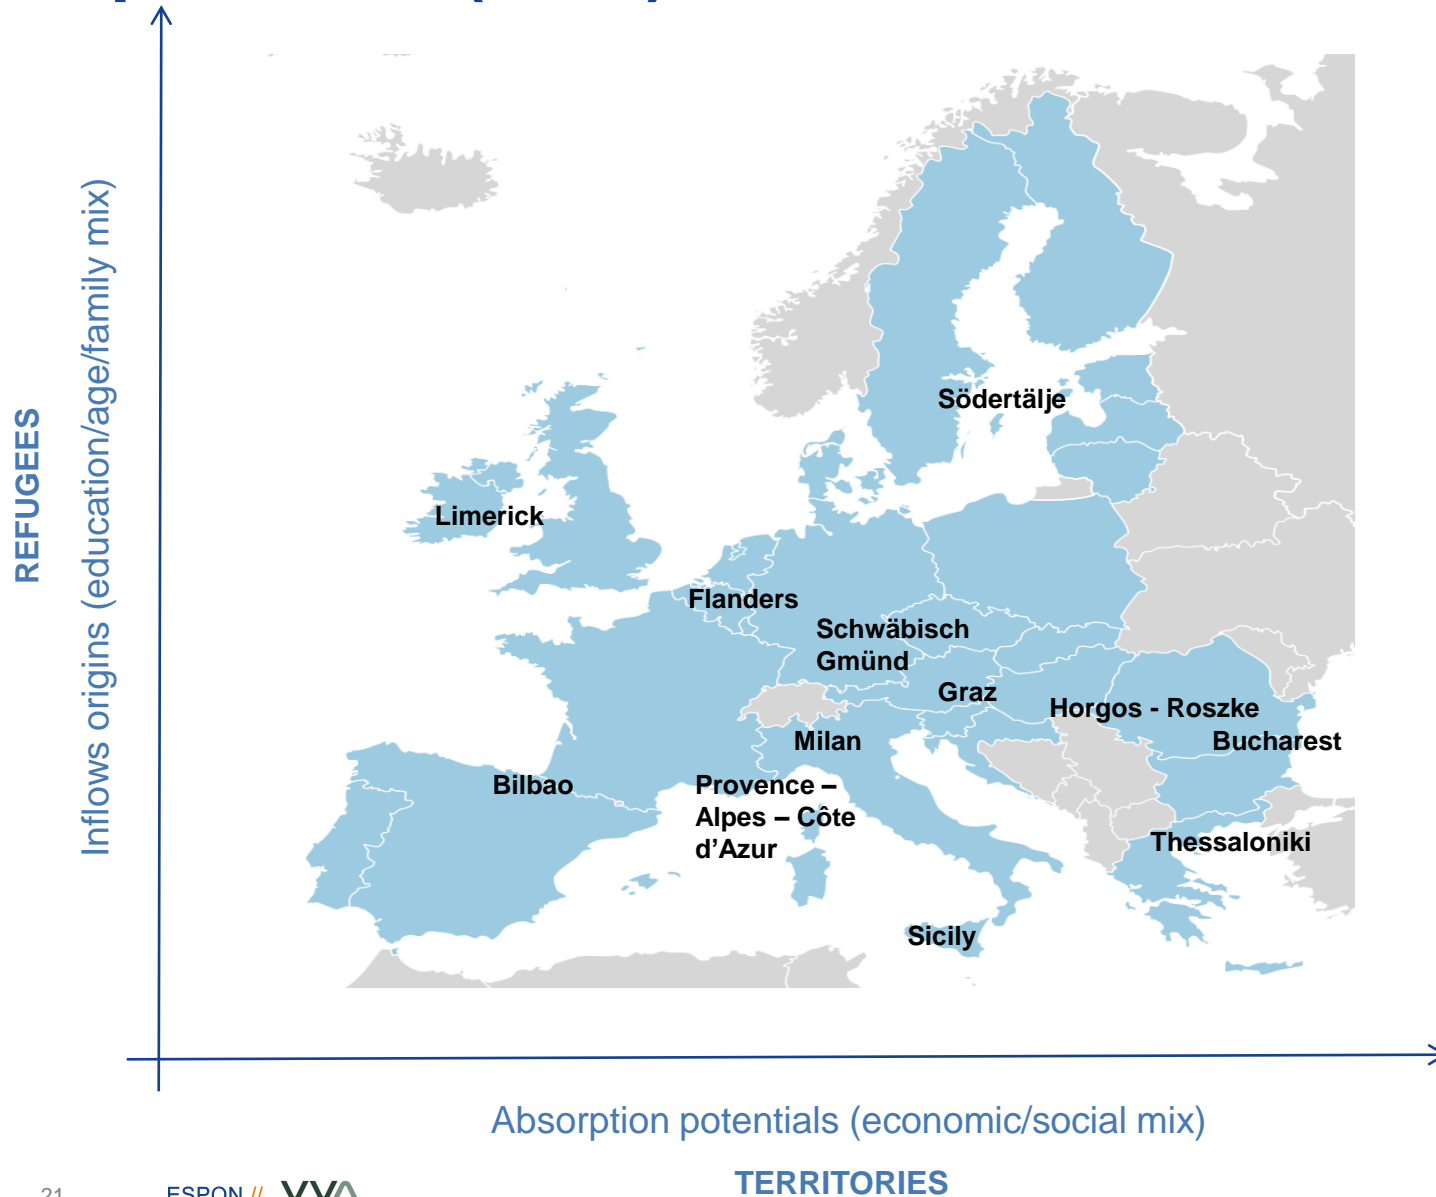 REFUGEES
Inflows origins (education/age/family mix)
Södertälje
Limerick
Flanders
Schwäbisch
Gmünd
Graz
Horgos - Roszke
Bucharest
Milan
Bilbao
Provence –
Alpes – Côte
d’Azur
Thessaloniki
Sicily
Absorption potentials (economic/social mix)
TERRITORIES
21
ESPON // VVA